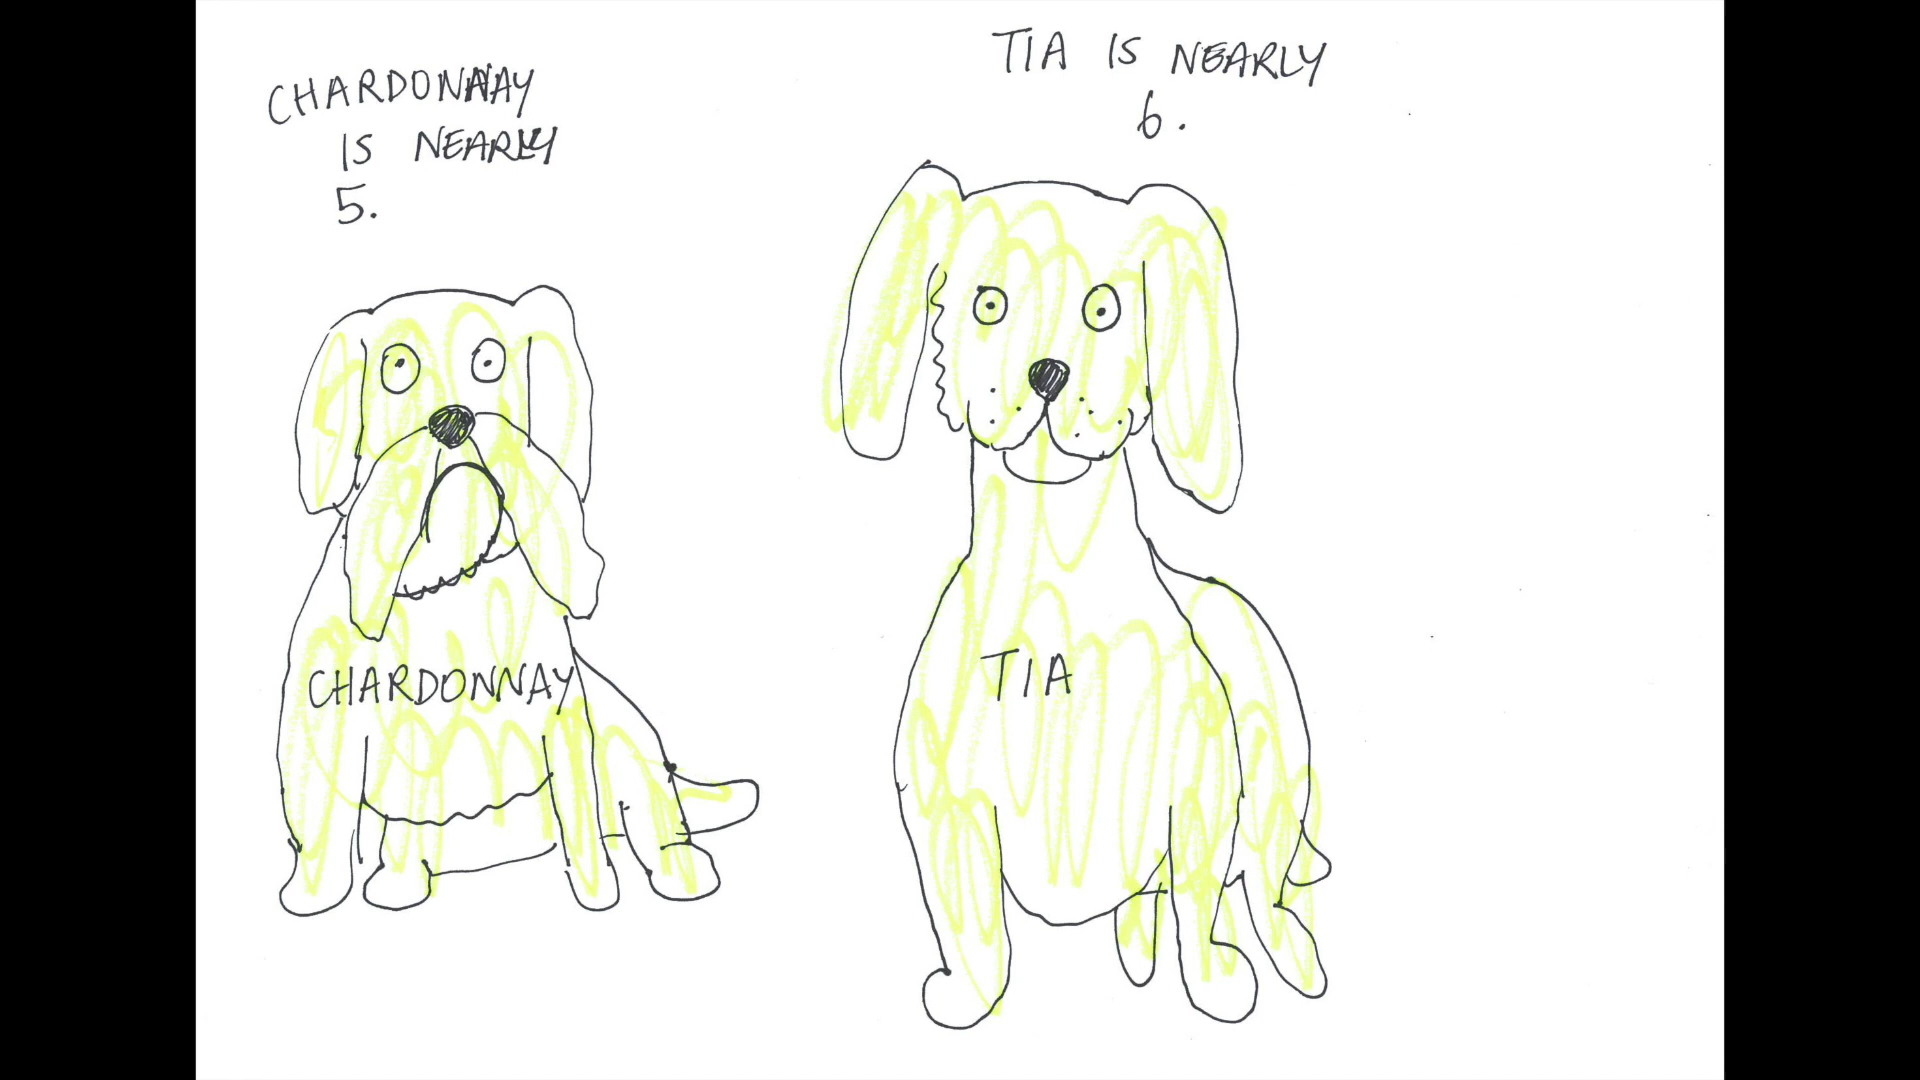 CHARDONNAY
IS NEARLY
5.
TIA IS NEARLY
6.
CHARDONNAY
TIA